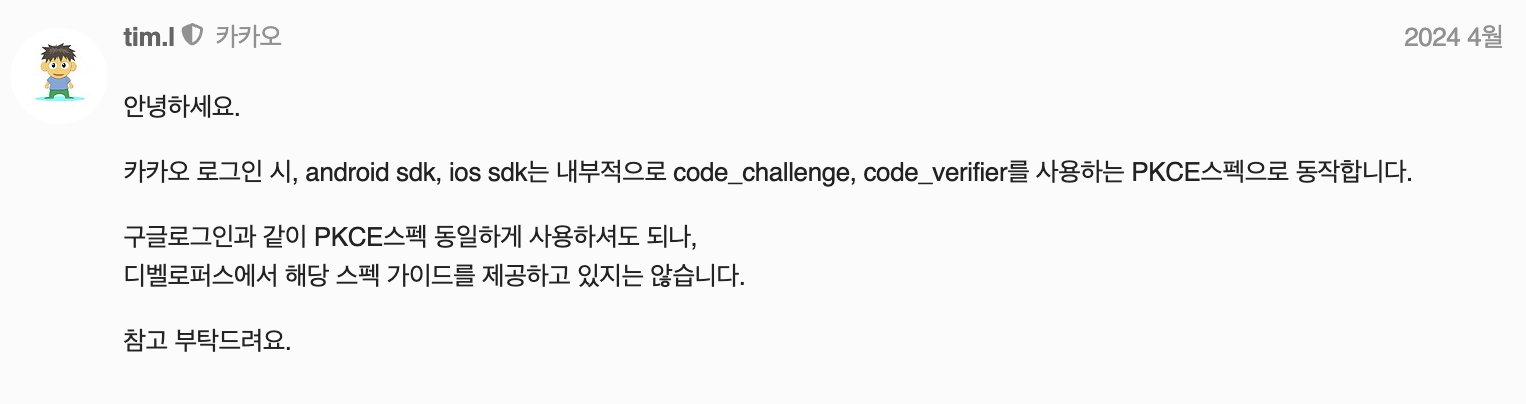 tim.l 카카오 2024 4월
안녕하세요.
카카오 로그인 시, android sdk, ios sdk는 내부적으로 code_challenge, code_verifier를 사용하는 PKCE스펙으로 동작합니다.
구글로그인과 같이 PKCE스펙 동일하게 사용하셔도 되나,
디벨로퍼스에서 해당 스펙 가이드를 제공하고 있지는 않습니다.
참고 부탁드려요.